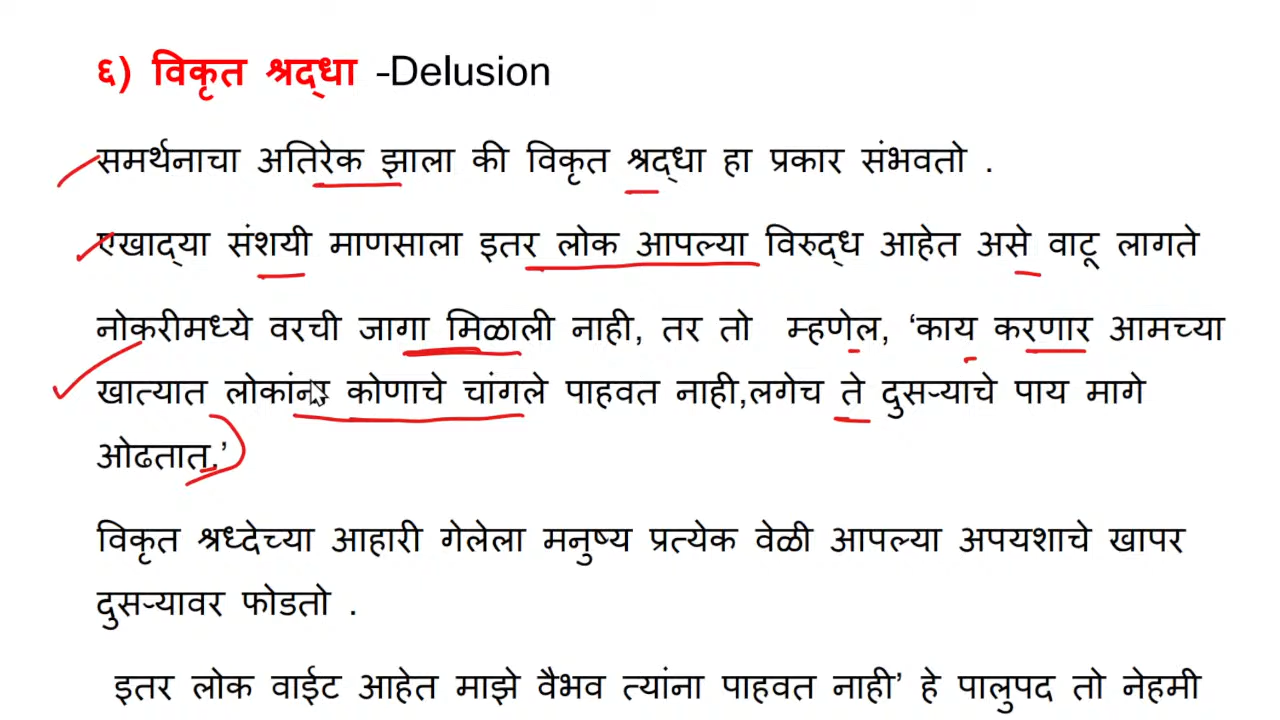 ६) विकृत श्रद्धा –Delusion
समर्थनाचा अतिरेक झाला की विकृत श्रद्धा हा प्रकार संभवतो .
एखाद्या संशयी माणसाला इतर लोक आपल्या विरुद्ध आहेत असे वाटू लागते
नोकरीमध्ये वरची जागा मिळाली नाही, तर तो म्हणेल, ‘काय करणार आमच्या
खात्यात लोकांना कोणाचे चांगले पाहवत नाही,लगेच ते दुसऱ्याचे पाय मागे
ओढतात.’
विकृत श्रध्देच्या आहारी गेलेला मनुष्य प्रत्येक वेळी आपल्या अपयशाचे खापर
दुसऱ्यावर फोडतो .
इतर लोक वाईट आहेत माझे वैभव त्यांना पाहवत नाही’ हे पालुपद तो नेहमी